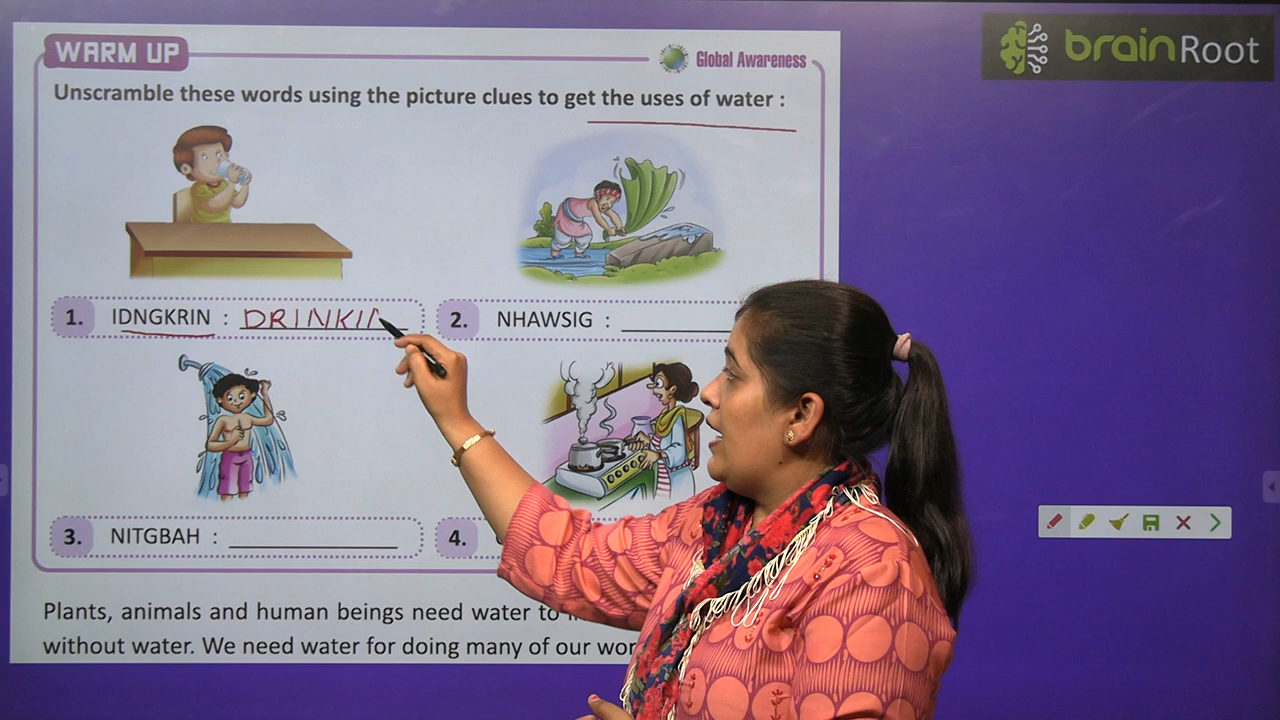 WARM UP
Global Awareness
brainRoot
Unscramble these words using the picture clues to get the uses of water :
1. IDNGKRIN : DRINKIN
2. NHAWSIG :
3. NITGBAH :
4.
Plants, animals and human beings need water to
without water. We need water for doing many of our